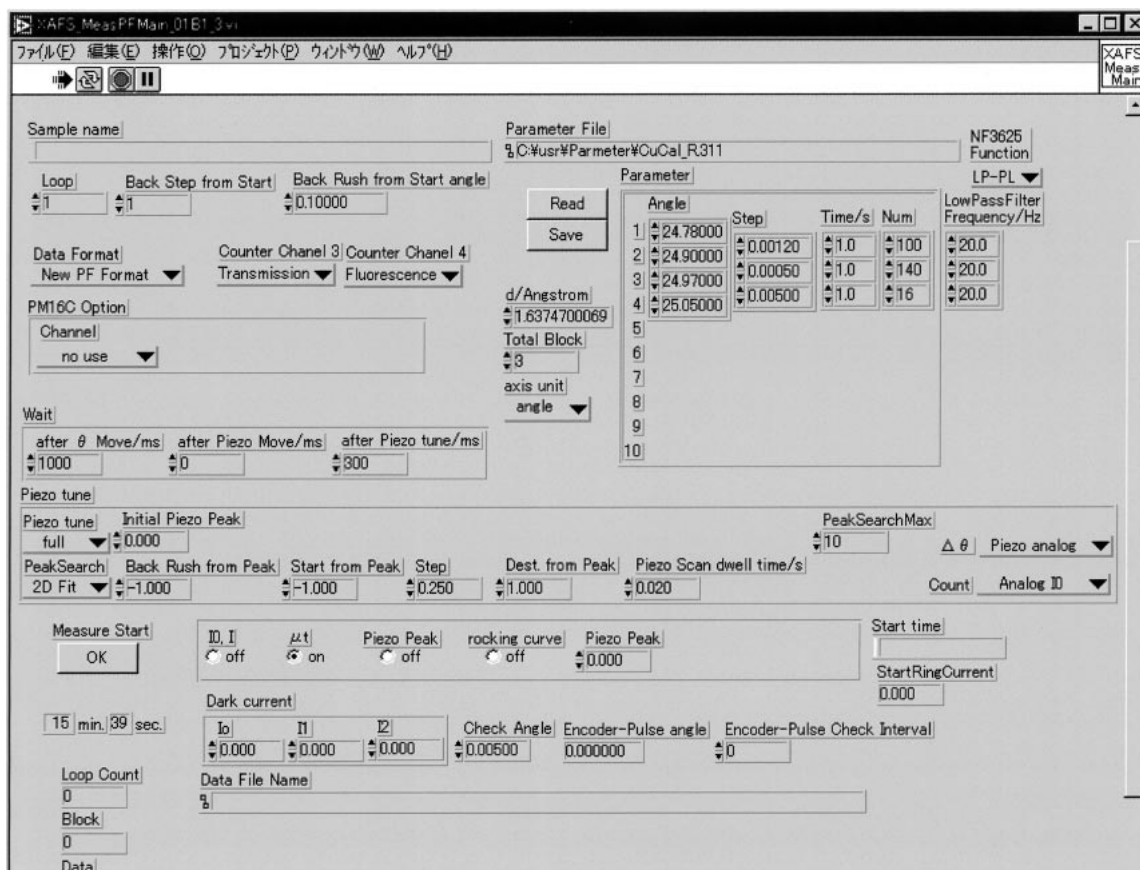 XAFS_MeasPFMain_01B1_3.vi
ファイル(F) 編集(E) 操作(O) プロジェクト(P) ウィンドウ(W) ヘルプ(H)
XAFS
Meas
Main
Sample name
Parameter File
C:¥usr¥Parmeter¥CuCal_R311
NF3625
Function
LP-PL
Loop Back Step from Start Back Rush from Start angle
1 1 0.10000
Read
Save
Parameter
Angle Step Time/s Num LowPassFilter
Frequency/Hz
1 24.78000
0.00120 1.0 100 20.0
2 24.90000
0.00050 1.0 140 20.0
3 24.97000
0.00500 1.0 16 20.0
4 25.05000
5
6
7
8
9
10
Data Format Counter Chanel 3 Counter Chanel 4
New PF Format Transmission Fluorescence
PM16C Option
Channel
no use
d/Angstrom
1.6374700069
Total Block
3
axis unit
angle
Wait
after θ Move/ms after Piezo Move/ms after Piezo tune/ms
1000 0 300
Piezo tune
Piezo tune Initial Piezo Peak PeakSearchMax
full 0.000 10 Δθ Piezo analog
PeakSearch Back Rush from Peak Start from Peak Step Dest. from Peak Piezo Scan dwell time/s
2D Fit -1.000 -1.000 0.250 1.000 0.020 Count Analog I0
Measure Start
OK
I0, I μt Piezo Peak rocking curve Piezo Peak
off on off off 0.000
Start time
StartRingCurrent
0.000
15 min. 39 sec.
Dark current
Io I1 I2 Check Angle Encoder-Pulse angle Encoder-Pulse Check Interval
0.000 0.000 0.000 0.00500 0.000000 0
Loop Count
0
Data File Name
Block
0
Data